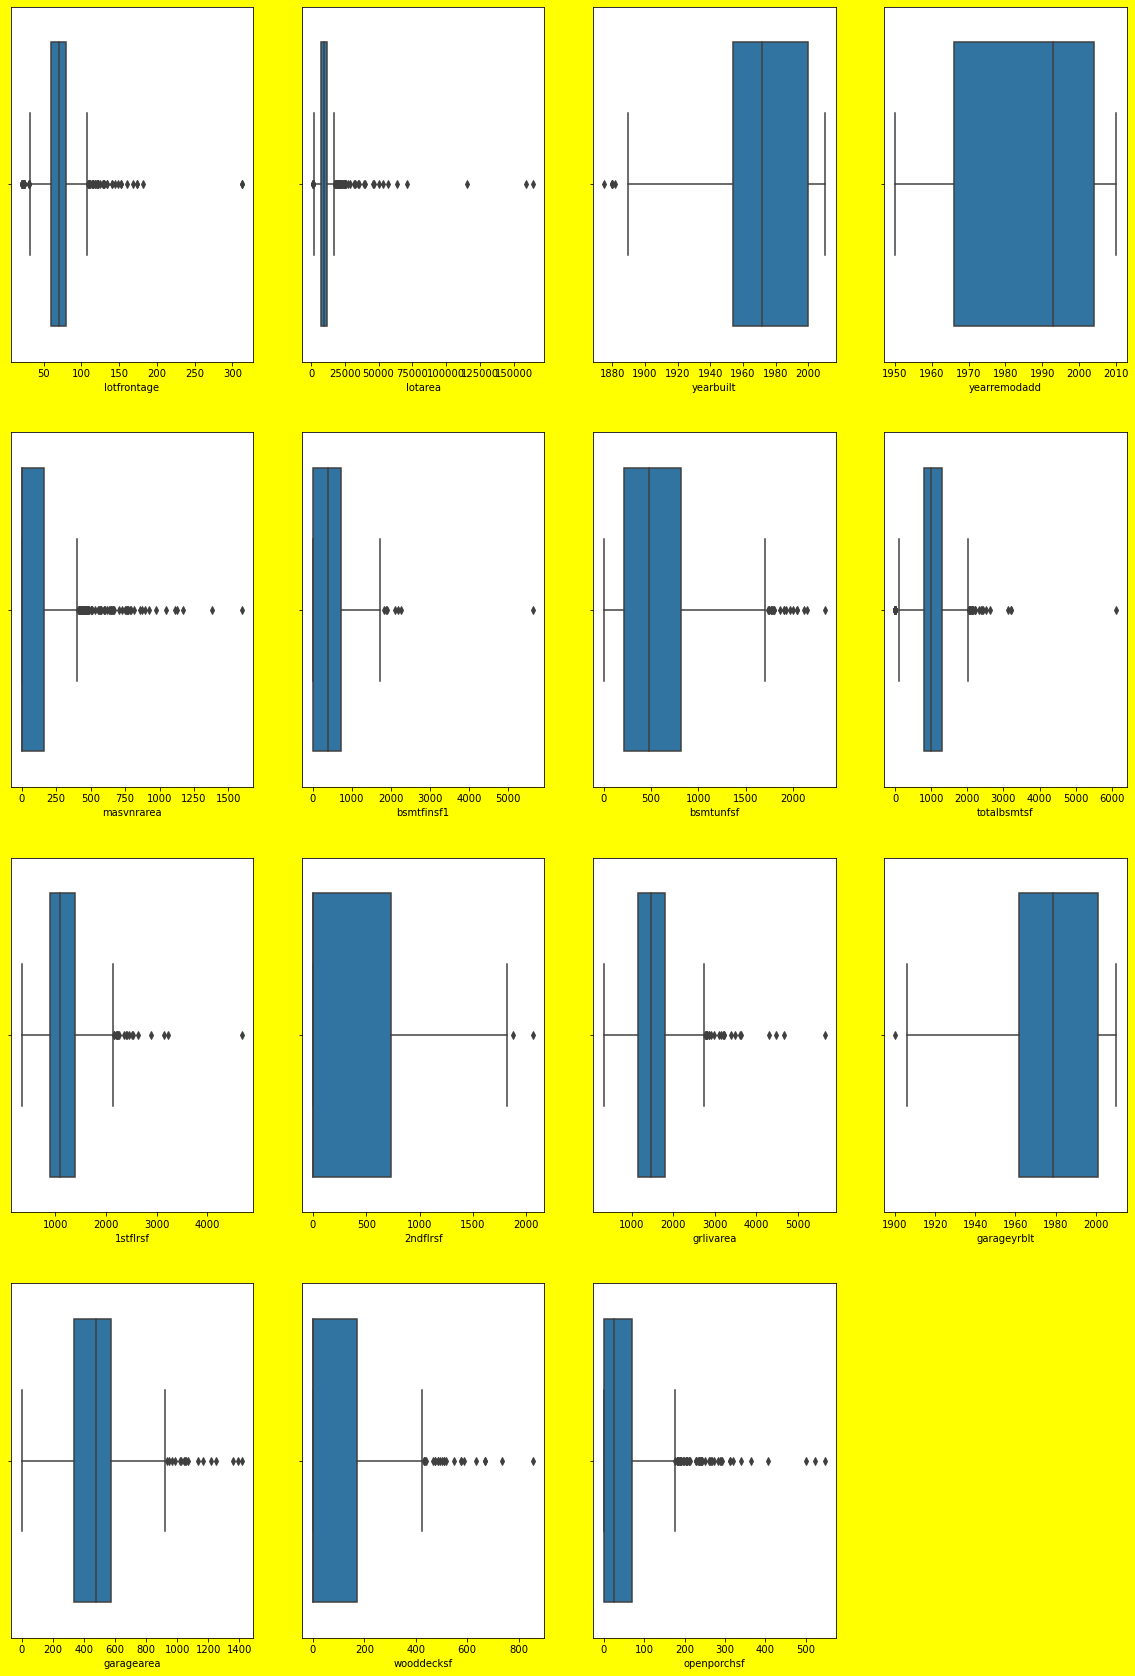 50 100 150 200 250 300
lotfrontage
0 25000 50000 75000 100000 125000 150000
lotarea
1880 1900 1920 1940 1960 1980 2000
yearbuilt
1950 1960 1970 1980 1990 2000 2010
yearremodadd
0 250 500 750 1000 1250 1500
masvnrarea
0 1000 2000 3000 4000 5000
bsmtfinsf1
0 500 1000 1500 2000
bsmtunfsf
0 1000 2000 3000 4000 5000 6000
totalbsmtsf
1000 2000 3000 4000
1stflrsf
0 500 1000 1500 2000
2ndflrsf
1000 2000 3000 4000 5000
grlivarea
1900 1920 1940 1960 1980 2000
garageyrblt
0 200 400 600 800 1000 1200 1400
garagearea
0 200 400 600 800
wooddecksf
0 100 200 300 400 500
openporchsf